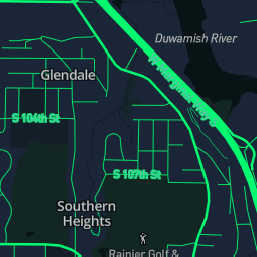 Duwamish River
Glendale
S 104th St
S 107th St
Southern
Heights
Rainier Golf &